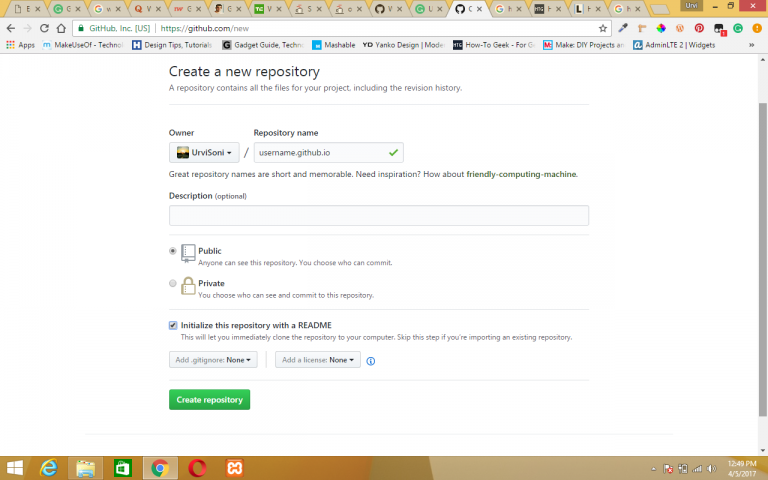 Urvi
GitHub, Inc. [US] | https://github.com/new
Apps MakeUseOf - Technol Design Tips, Tutorials Gadget Guide, Techno Mashable YD Yanko Design | Mode How-To Geek - For G Make: DIY Projects an AdminLTE 2 | Widgets »
Create a new repository
A repository contains all the files for your project, including the revision history.
Owner Repository name
UrviSoni / username.github.io
Great repository names are short and memorable. Need inspiration? How about friendly-computing-machine.
Description (optional)
Public
Anyone can see this repository. You choose who can commit.
Private
You choose who can see and commit to this repository.
Initialize this repository with a README
This will let you immediately clone the repository to your computer. Skip this step if you're importing an existing repository.
Add .gitignore: None Add a license: None
Create repository
12:49 PM
4/5/2017